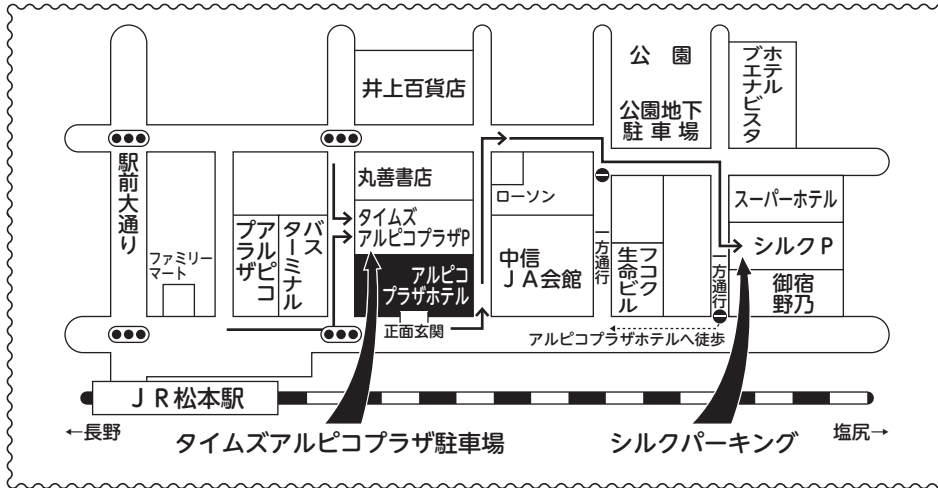 井上百貨店
公園
公園地下
駐車場
ホテル
ブエナビスタ
駅前大通り
丸善書店
ローソン
スーパーホテル
ファミリー
マート
アルピコ
プラザ
バス
ターミナル
タイムズ
アルピコプラザP
アルピコ
プラザホテル
正面玄関
中信
JA会館
一方通行
フコク
生命ビル
一方通行
シルクP
御宿
野乃
アルピコプラザホテルへ徒歩
JR松本駅
←長野
タイムズアルピコプラザ駐車場
シルクパーキング
塩尻→